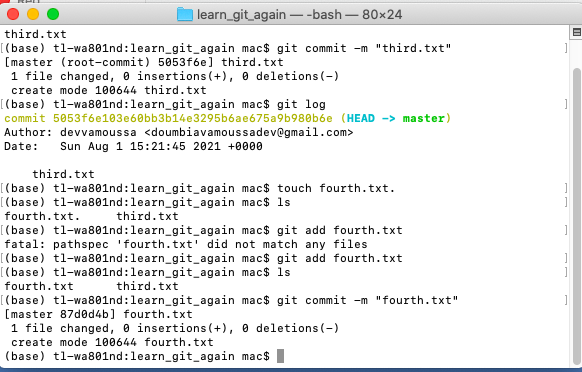 learn_git_again — -bash — 80×24
third.txt
[(base) tl-wa801nd:learn_git_again mac$ git commit -m "third.txt" ]
[master (root-commit) 5053f6e] third.txt
 1 file changed, 0 insertions(+), 0 deletions(-)
 create mode 100644 third.txt
[(base) tl-wa801nd:learn_git_again mac$ git log ]
commit 5053f6e103e60bb3b14e3295b6ae675a9b980b6e (HEAD -> master)
Author: devvamoussa <doumbiavamoussadev@gmail.com>
Date:   Sun Aug 1 15:21:45 2021 +0000
    third.txt
[(base) tl-wa801nd:learn_git_again mac$ touch fourth.txt. ]
[(base) tl-wa801nd:learn_git_again mac$ ls ]
fourth.txt.     third.txt
[(base) tl-wa801nd:learn_git_again mac$ git add fourth.txt ]
fatal: pathspec 'fourth.txt' did not match any files
[(base) tl-wa801nd:learn_git_again mac$ git add fourth.txt ]
[(base) tl-wa801nd:learn_git_again mac$ ls ]
fourth.txt      third.txt
[(base) tl-wa801nd:learn_git_again mac$ git commit -m "fourth.txt" ]
[master 87d0d4b] fourth.txt
 1 file changed, 0 insertions(+), 0 deletions(-)
 create mode 100644 fourth.txt
(base) tl-wa801nd:learn_git_again mac$